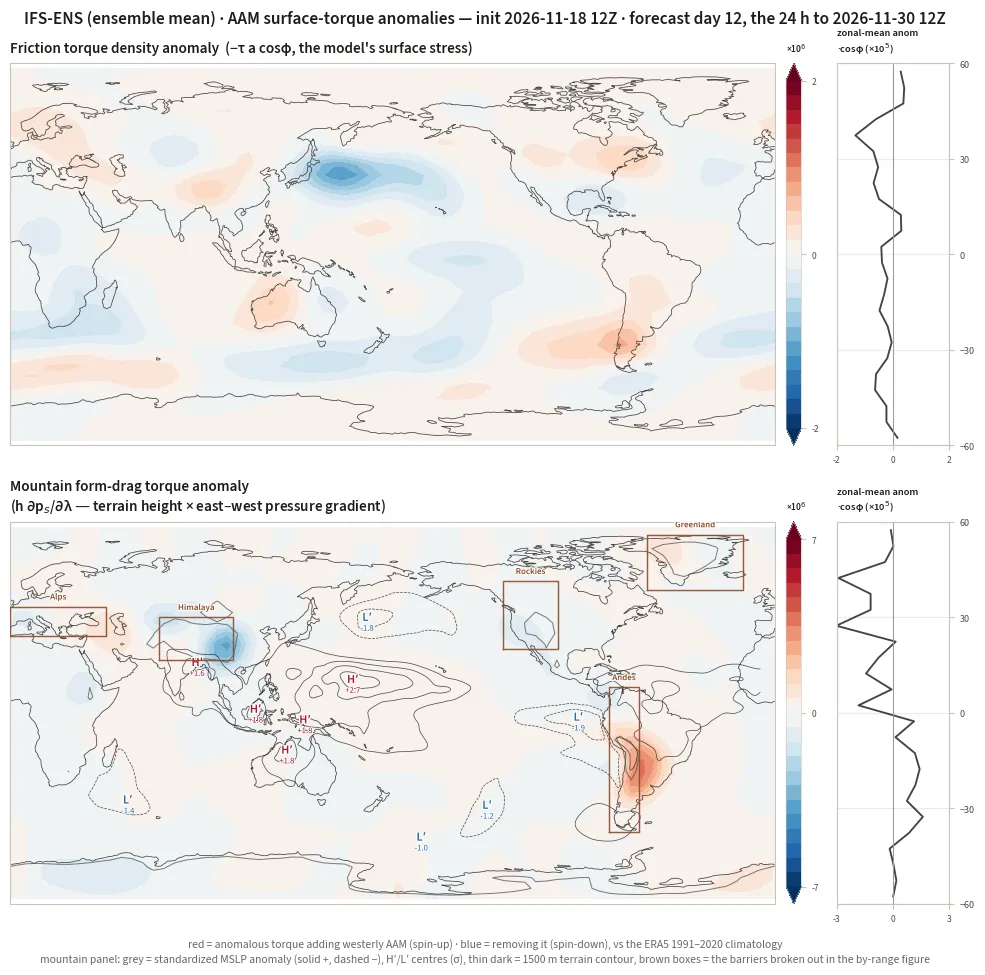 IFS-ENS (ensemble mean) · AAM surface-torque anomalies — init 2026-11-18 12Z · forecast day 12, the 24 h to 2026-11-30 12Z
Friction torque density anomaly (−τ a cosφ, the model's surface stress)
×10⁶
zonal-mean anom
·cosφ (×10⁵)
2
0
-2
60
30
0
−30
−60
-2
0
2
Mountain form-drag torque anomaly
(h ∂pₛ/∂λ — terrain height × east–west pressure gradient)
×10⁶
zonal-mean anom
·cosφ (×10⁵)
Greenland
Rockies
Alps
Himalaya
Andes
L'
-1.8
H'
+1.6
H'
+2.7
H'
+1.8
H'
+1.8
H'
+1.8
L'
-1.9
L'
-1.4
L'
-1.2
L'
-1.0
7
0
-7
60
30
0
−30
−60
-3
0
3
red = anomalous torque adding westerly AAM (spin-up) · blue = removing it (spin-down), vs the ERA5 1991–2020 climatology
mountain panel: grey = standardized MSLP anomaly (solid +, dashed −), H'/L' centres (σ), thin dark = 1500 m terrain contour, brown boxes = the barriers broken out in the by-range figure